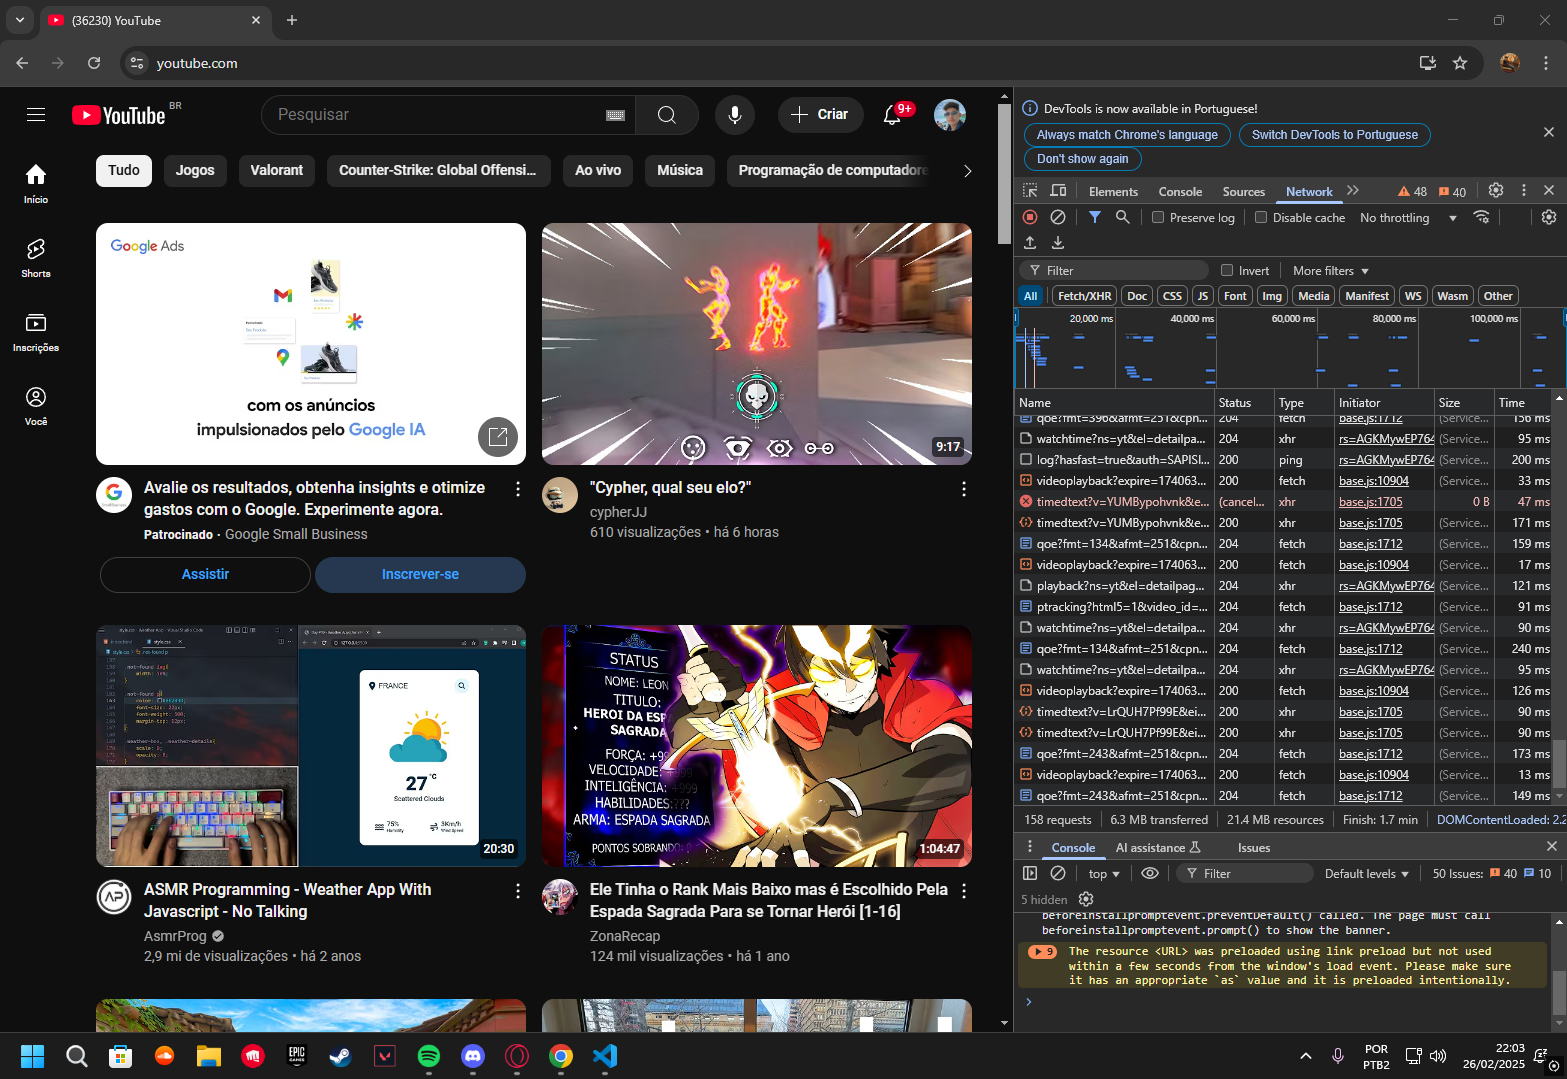 (36230) YouTube
youtube.com
YouTube BR
Pesquisar
Criar
9+
Tudo
Jogos
Valorant
Counter-Strike: Global Offensi...
Ao vivo
Música
Programação de computadore
Início
Shorts
Inscrições
Você
Google Ads
com os anúncios
impulsionados pelo Google IA
Avalie os resultados, obtenha insights e otimize
gastos com o Google. Experimente agora.
Patrocinado · Google Small Business
Assistir
Inscrever-se
9:17
"Cypher, qual seu elo?"
cypherJJ
610 visualizações • há 6 horas
FRANCE
27 °C
Scattered Clouds
75%
Humidity
3Km/h
Wind Speed
20:30
ASMR Programming - Weather App With
Javascript - No Talking
AsmrProg
2,9 mi de visualizações • há 2 anos
STATUS
NOME: LEON
TITULO:
HEROI DA ESP
SAGRADA
FORÇA: +99
VELOCIDADE: +999
INTELIGÊNCIA: +999
HABILIDADES:???
ARMA: ESPADA SAGRADA
PONTOS SOBRANDO: 0
1:04:47
Ele Tinha o Rank Mais Baixo mas é Escolhido Pela
Espada Sagrada Para se Tornar Herói [1-16]
ZonaRecap
124 mil visualizações • há 1 ano
DevTools is now available in Portuguese!
Always match Chrome's language
Switch DevTools to Portuguese
Don't show again
Elements
Console
Sources
Network
48
40
Preserve log
Disable cache
No throttling
Filter
Invert
More filters
All
Fetch/XHR
Doc
CSS
JS
Font
Img
Media
Manifest
WS
Wasm
Other
20,000 ms
40,000 ms
60,000 ms
80,000 ms
100,000 ms
Name Status Type Initiator Size Time
qoe?fmt=396&afmt=251&cpn... 204 fetch base.js:1712 (Service... 156 ms
watchtime?ns=yt&el=detailpa... 204 xhr rs=AGKMywEP764 (Service... 95 ms
log?hasfast=true&auth=SAPISI... 200 ping rs=AGKMywEP764 (Service... 200 ms
videoplayback?expire=174063... 200 fetch base.js:10904 (Service... 33 ms
timedtext?v=YUMBypohvnk&e... (cancel... xhr base.js:1705 0 B 47 ms
timedtext?v=YUMBypohvnk&e... 200 xhr base.js:1705 (Service... 171 ms
qoe?fmt=134&afmt=251&cpn... 204 fetch base.js:1712 (Service... 159 ms
videoplayback?expire=174063... 200 fetch base.js:10904 (Service... 17 ms
playback?ns=yt&el=detailpag... 204 xhr rs=AGKMywEP764 (Service... 121 ms
ptracking?html5=1&video_id=... 204 fetch base.js:1712 (Service... 91 ms
watchtime?ns=yt&el=detailpa... 204 xhr rs=AGKMywEP764 (Service... 90 ms
qoe?fmt=134&afmt=251&cpn... 204 fetch base.js:1712 (Service... 240 ms
watchtime?ns=yt&el=detailpa... 204 xhr rs=AGKMywEP764 (Service... 95 ms
videoplayback?expire=174063... 200 fetch base.js:10904 (Service... 126 ms
timedtext?v=LrQUH7Pf99E&ei... 200 xhr base.js:1705 (Service... 90 ms
timedtext?v=LrQUH7Pf99E&ei... 200 xhr base.js:1705 (Service... 90 ms
qoe?fmt=243&afmt=251&cpn... 204 fetch base.js:1712 (Service... 173 ms
videoplayback?expire=174063... 200 fetch base.js:10904 (Service... 13 ms
qoe?fmt=243&afmt=251&cpn... 204 fetch base.js:1712 (Service... 149 ms
158 requests
6.3 MB transferred
21.4 MB resources
Finish: 1.7 min
DOMContentLoaded: 2.2
Console
AI assistance
Issues
top
Filter
Default levels
50 Issues: 40 10
5 hidden
beforeinstallpromptevent.preventDefault() called. The page must call
beforeinstallpromptevent.prompt() to show the banner.
9 The resource <URL> was preloaded using link preload but not used
within a few seconds from the window's load event. Please make sure
it has an appropriate `as` value and it is preloaded intentionally.
EPIC
GAMES
POR
PTB2
22:03
26/02/2025